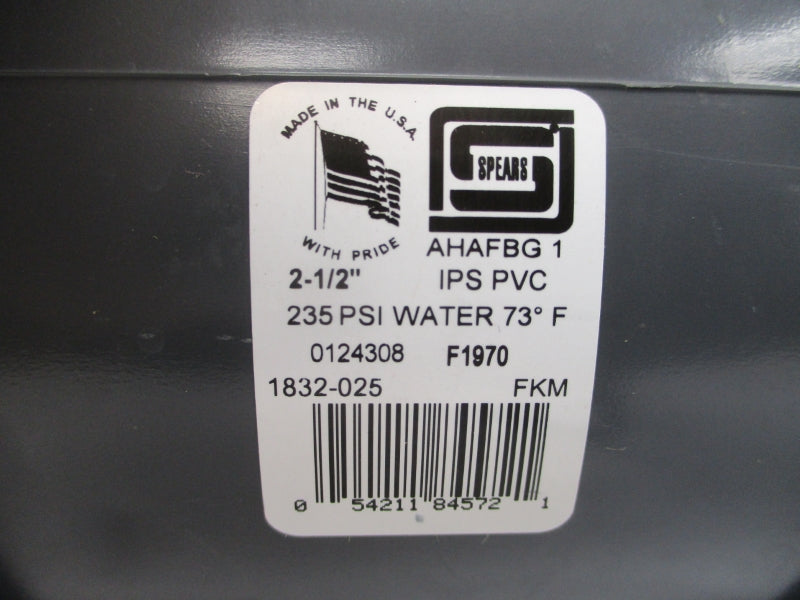 MADE IN THE U.S.A.
WITH PRIDE
SPEARS
AHAFBG 1
2-1/2" IPS PVC
235 PSI WATER 73° F
0124308 F1970
1832-025 FKM
0 54211 84572 1